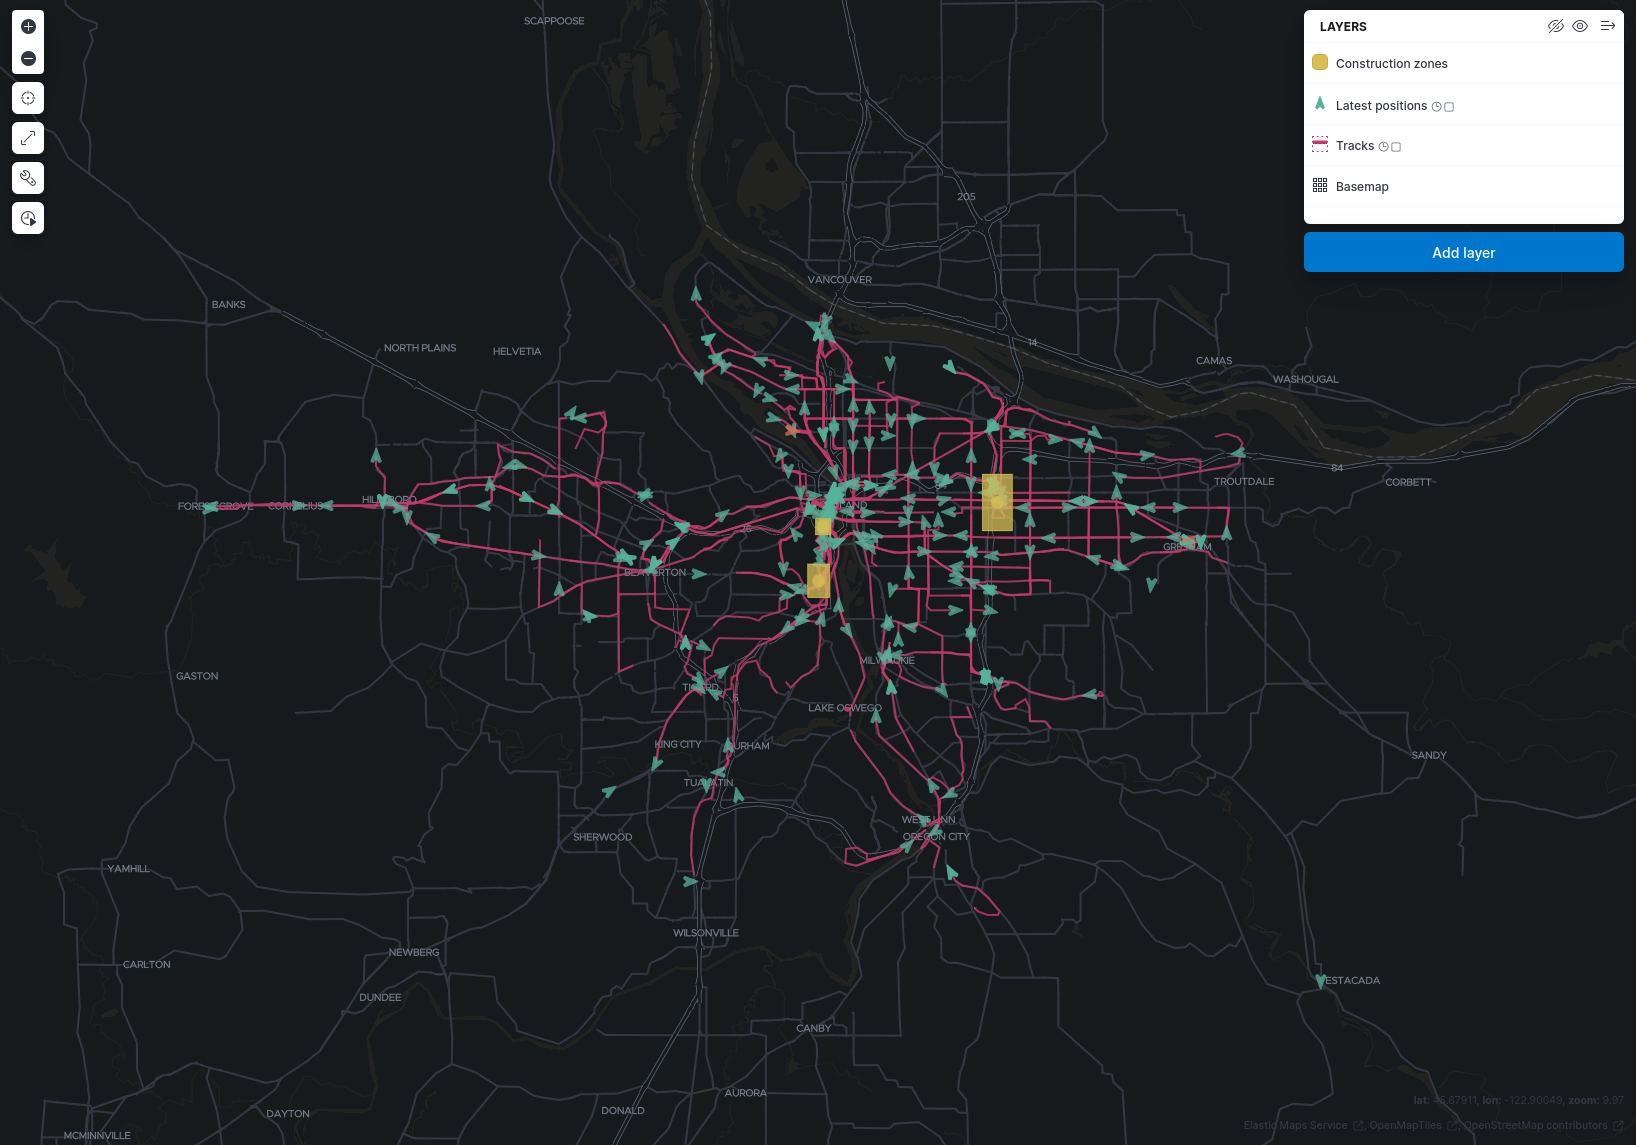 SCAPPOOSE
LAYERS
Construction zones
Latest positions
Tracks
Basemap
Add layer
205
VANCOUVER
BANKS
14
NORTH PLAINS
HELVETIA
CAMAS
WASHOUGAL
84
TROUTDALE
CORBETT
HILLSBORO
FOREST GROVE
CORNELIUS
GRESHAM
BEAVERTON
MILWAUKIE
GASTON
TIGARD
5
LAKE OSWEGO
KING CITY
DURHAM
SANDY
TUALATIN
WEST LINN
SHERWOOD
OREGON CITY
YAMHILL
WILSONVILLE
NEWBERG
CARLTON
ESTACADA
DUNDEE
CANBY
AURORA
lat: 45.67911, lon: -122.90049, zoom: 9.97
DONALD
DAYTON
Elastic Maps Service , OpenMapTiles , OpenStreetMap contributors
MCMINNVILLE